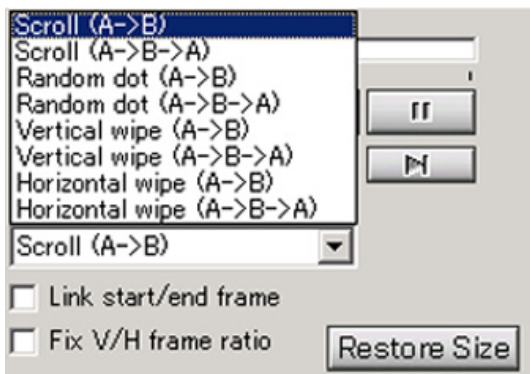 Scroll (A->B)
Scroll (A->B->A)
Random dot (A->B)
Random dot (A->B->A)
Vertical wipe (A->B)
Vertical wipe (A->B->A)
Horizontal wipe (A->B)
Horizontal wipe (A->B->A)
Scroll (A->B)
Link start/end frame
Fix V/H frame ratio
Restore Size